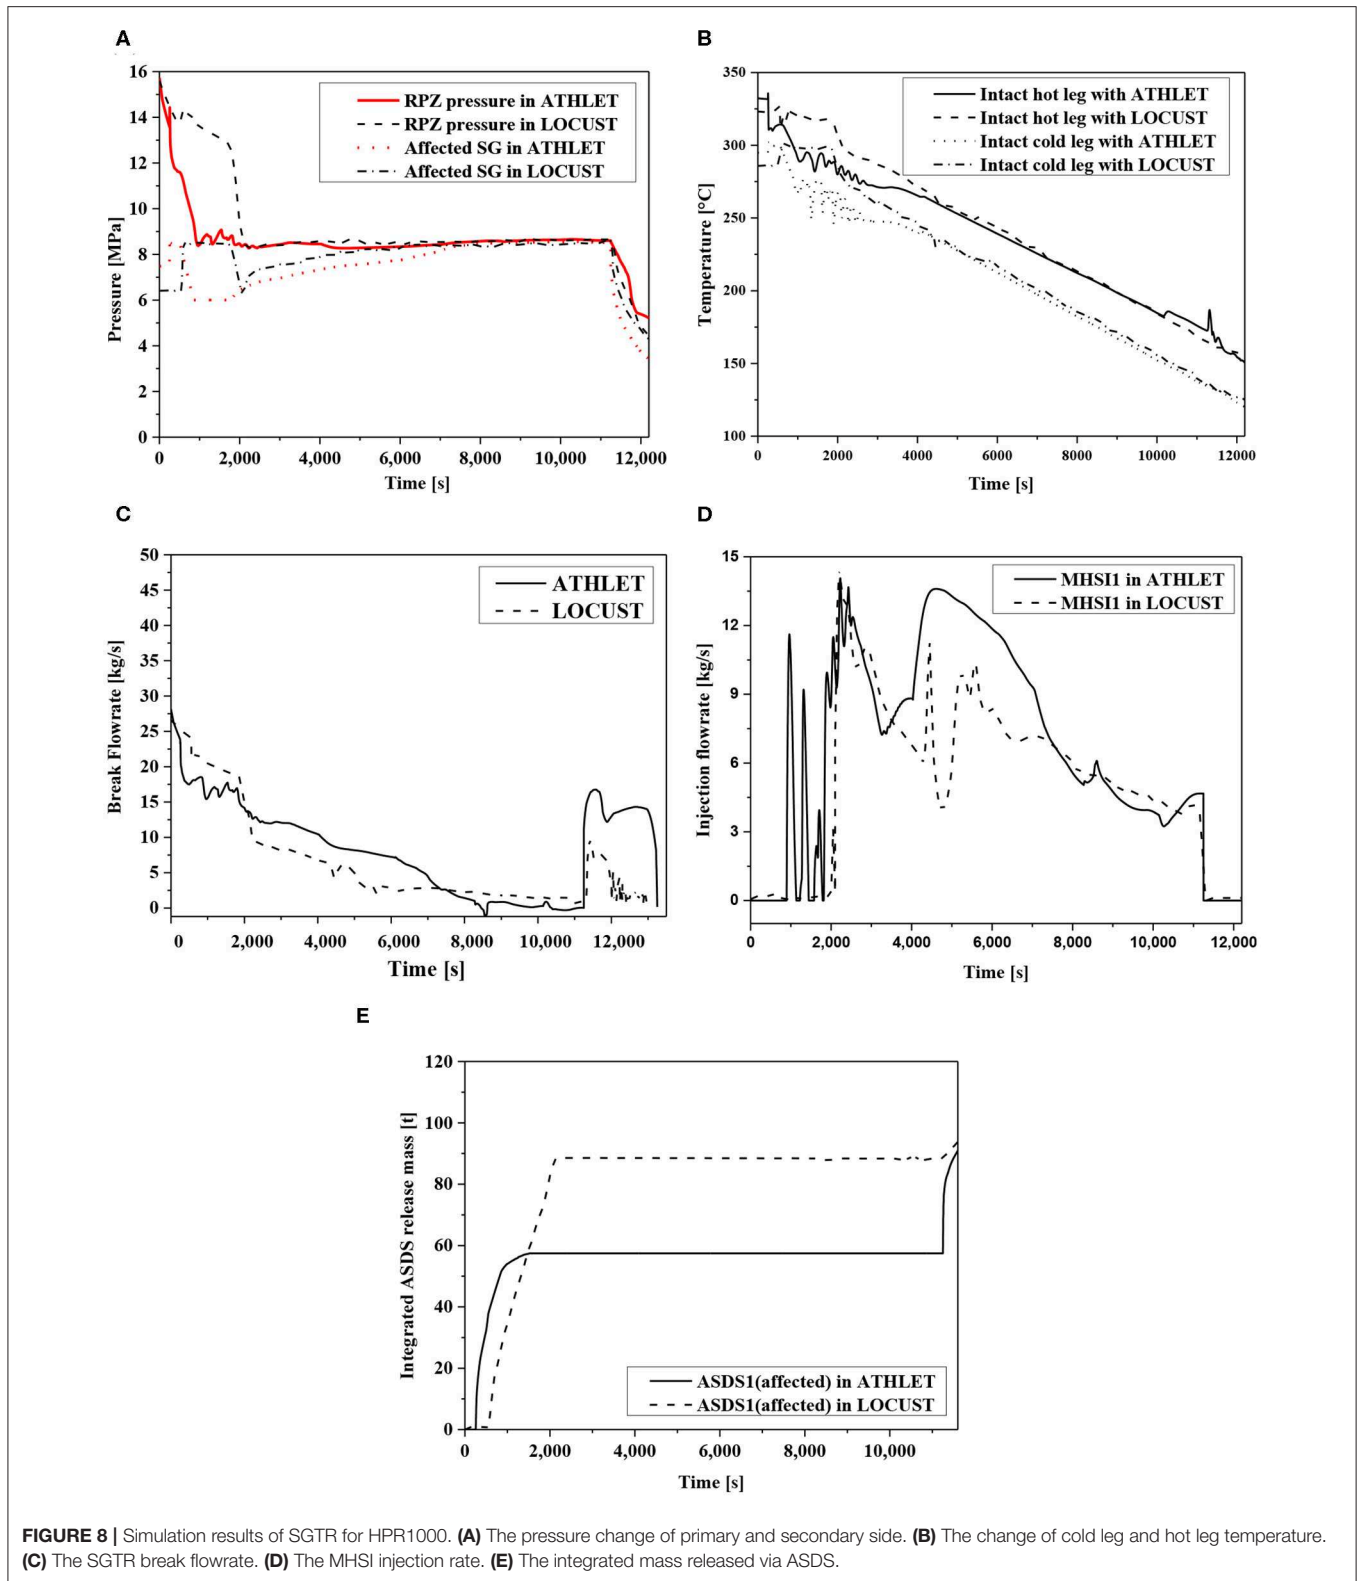 A
16
14
12
10
8
6
4
2
0
Pressure [MPa]
RPZ pressure in ATHLET
RPZ pressure in LOCUST
Affected SG in ATHLET
Affected SG in LOCUST
0 2,000 4,000 6,000 8,000 10,000 12,000
Time [s]
B
350
300
250
200
150
100
Temperature [°C]
Intact hot leg with ATHLET
Intact hot leg with LOCUST
Intact cold leg with ATHLET
Intact cold leg with LOCUST
0 2000 4000 6000 8000 10000 12000
Time [s]
C
50
45
40
35
30
25
20
15
10
5
0
Break Flowrate [kg/s]
ATHLET
LOCUST
0 2,000 4,000 6,000 8,000 10,000 12,000
Time [s]
D
15
12
9
6
3
0
Injection flowrate [kg/s]
MHSI1 in ATHLET
MHSI1 in LOCUST
0 2,000 4,000 6,000 8,000 10,000 12,000
Time [s]
E
120
100
80
60
40
20
0
Integrated ASDS release mass [t]
ASDS1(affected) in ATHLET
ASDS1(affected) in LOCUST
0 2,000 4,000 6,000 8,000 10,000
Time [s]
FIGURE 8 | Simulation results of SGTR for HPR1000. (A) The pressure change of primary and secondary side. (B) The change of cold leg and hot leg temperature.
(C) The SGTR break flowrate. (D) The MHSI injection rate. (E) The integrated mass released via ASDS.